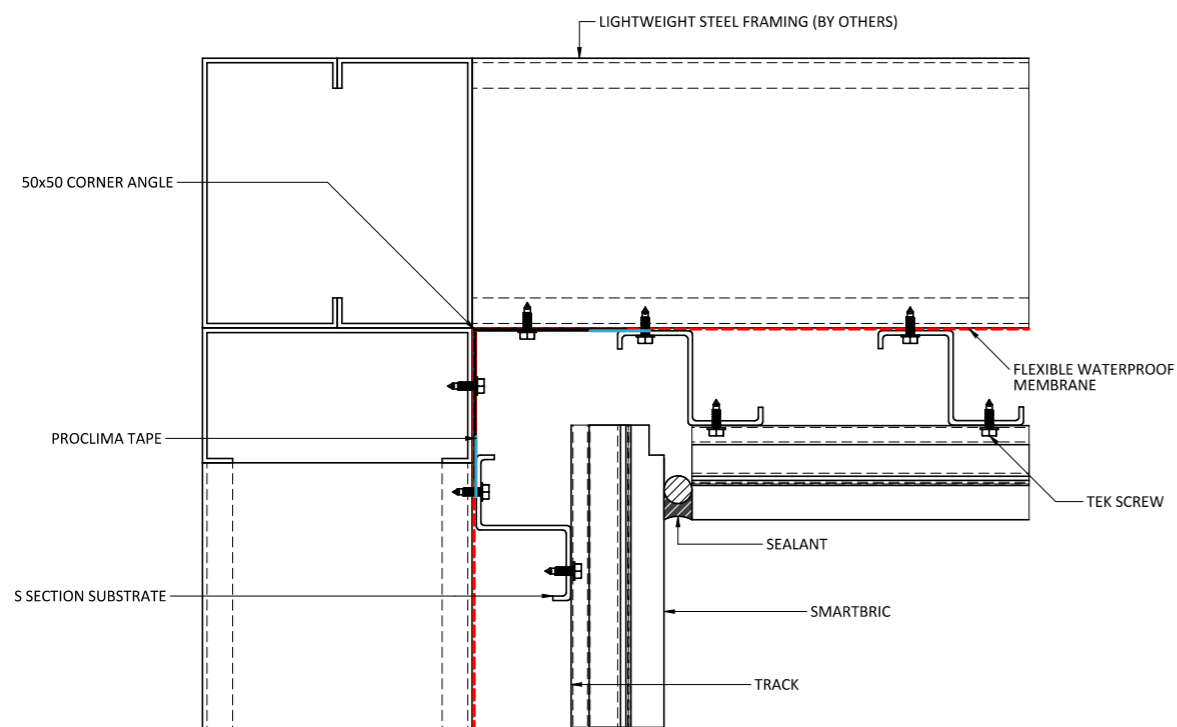 LIGHTWEIGHT STEEL FRAMING (BY OTHERS)
50x50 CORNER ANGLE
FLEXIBLE WATERPROOF
MEMBRANE
PROCLIMA TAPE
TEK SCREW
SEALANT
S SECTION SUBSTRATE
SMARTBRIC
TRACK